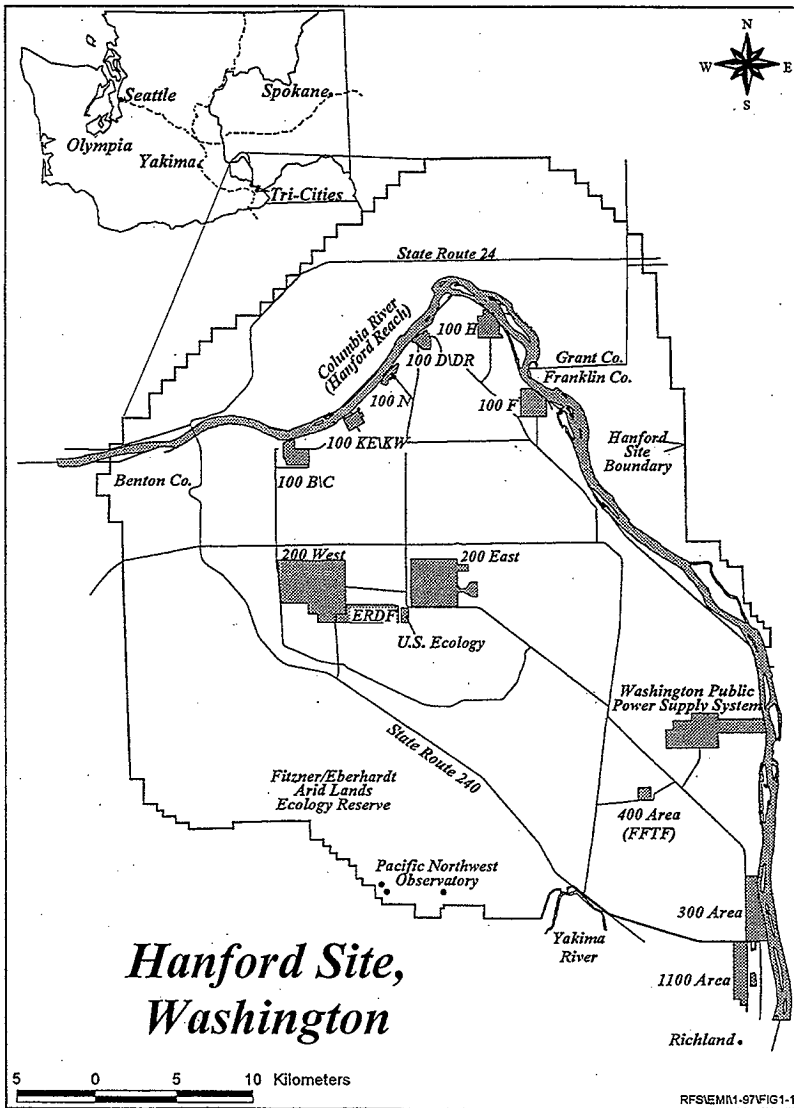 N
W E
S
Seattle
Spokane
Olympia
Yakima
Tri-Cities
State Route 24
Columbia River
(Hanford Reach)
100 H
100 D\DR
Grant Co.
Franklin Co.
100 N
100 F
100 KE\KW
Hanford
Site
Boundary
Benton Co.
100 B\C
200 West
200 East
ERDF
U.S. Ecology
Washington Public
Power Supply System
State Route 240
Fitzner/Eberhardt
Arid Lands
Ecology Reserve
400 Area
(FFTF)
Pacific Northwest
Observatory
300 Area
Yakima
River
Hanford Site,
Washington
1100 Area
Richland
5 0 5 10 Kilometers
RFS\EMI\1-97\FIG1-1